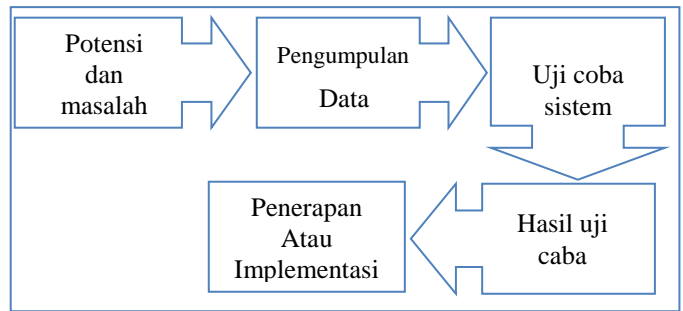 Potensi
dan
masalah
Pengumpulan
Data
Uji coba
sistem
Hasil uji
caba
Penerapan
Atau
Implementasi